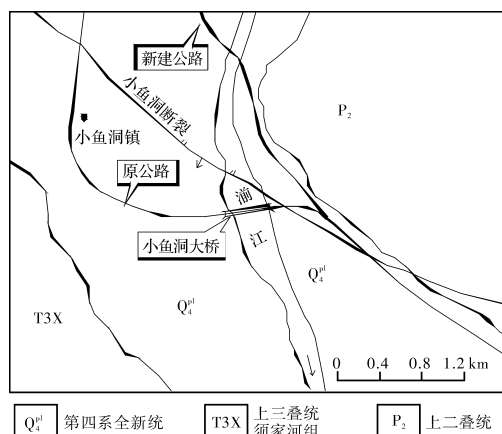 新建公路
小鱼洞断裂
P₂
小鱼洞镇
原公路
湔
江
小鱼洞大桥
Q₄ᵖˡ
Q₄ᵖˡ
T3X
0 0.4 0.8 1.2 km
Q₄ᵖˡ 第四系全新统
T3X 上三叠统
须家河组
P₂ 上二叠统